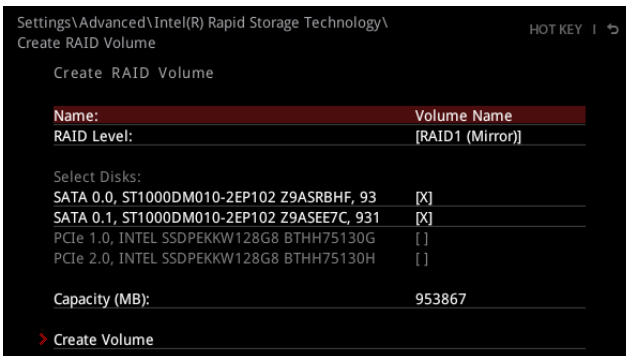 Settings\Advanced\Intel(R) Rapid Storage Technology\
Create RAID Volume
HOT KEY |
Create RAID Volume
Name: Volume Name
RAID Level: [RAID1 (Mirror)]
Select Disks:
SATA 0.0, ST1000DM010-2EP102 Z9ASRBHF, 93 [X]
SATA 0.1, ST1000DM010-2EP102 Z9ASEE7C, 931 [X]
PCIe 1.0, INTEL SSDPEKKW128G8 BTHH75130G [ ]
PCIe 2.0, INTEL SSDPEKKW128G8 BTHH75130H [ ]
Capacity (MB): 953867
Create Volume